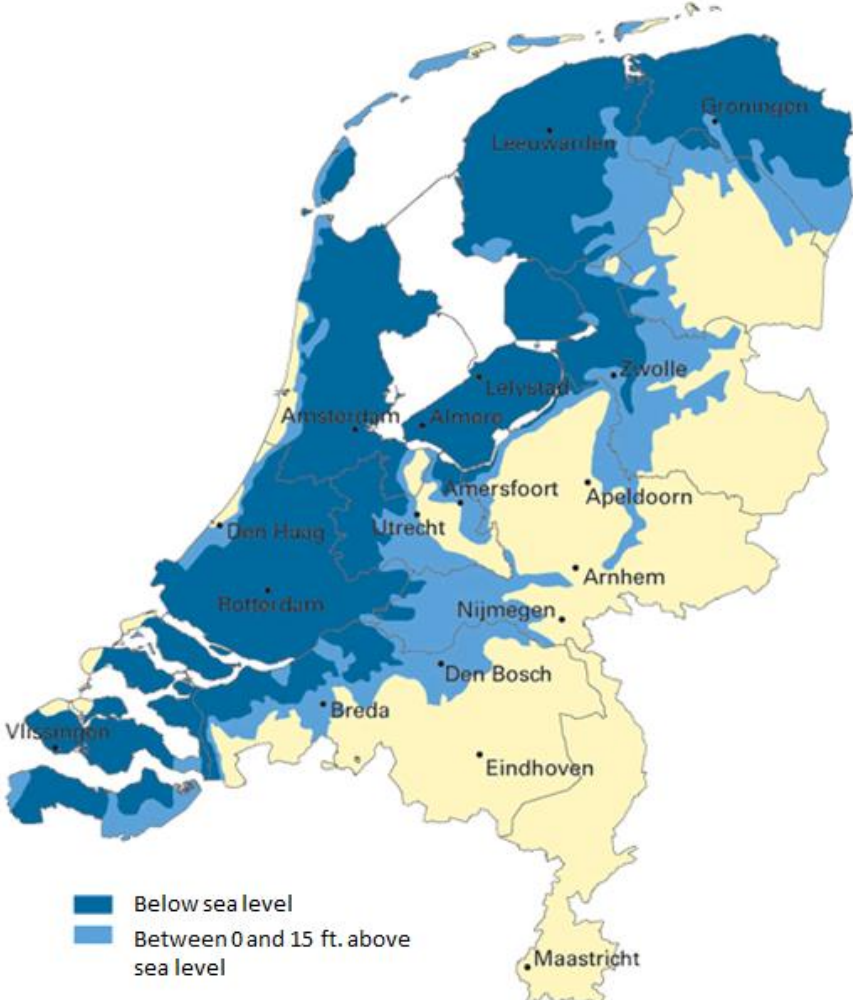 Groningen
Leeuwarden
Zwolle
Lelystad
Amsterdam
Almere
Amersfoort
Apeldoorn
Den Haag
Utrecht
Arnhem
Rotterdam
Nijmegen
Den Bosch
Breda
Vlissingen
Eindhoven
Below sea level
Between 0 and 15 ft. above
sea level
Maastricht